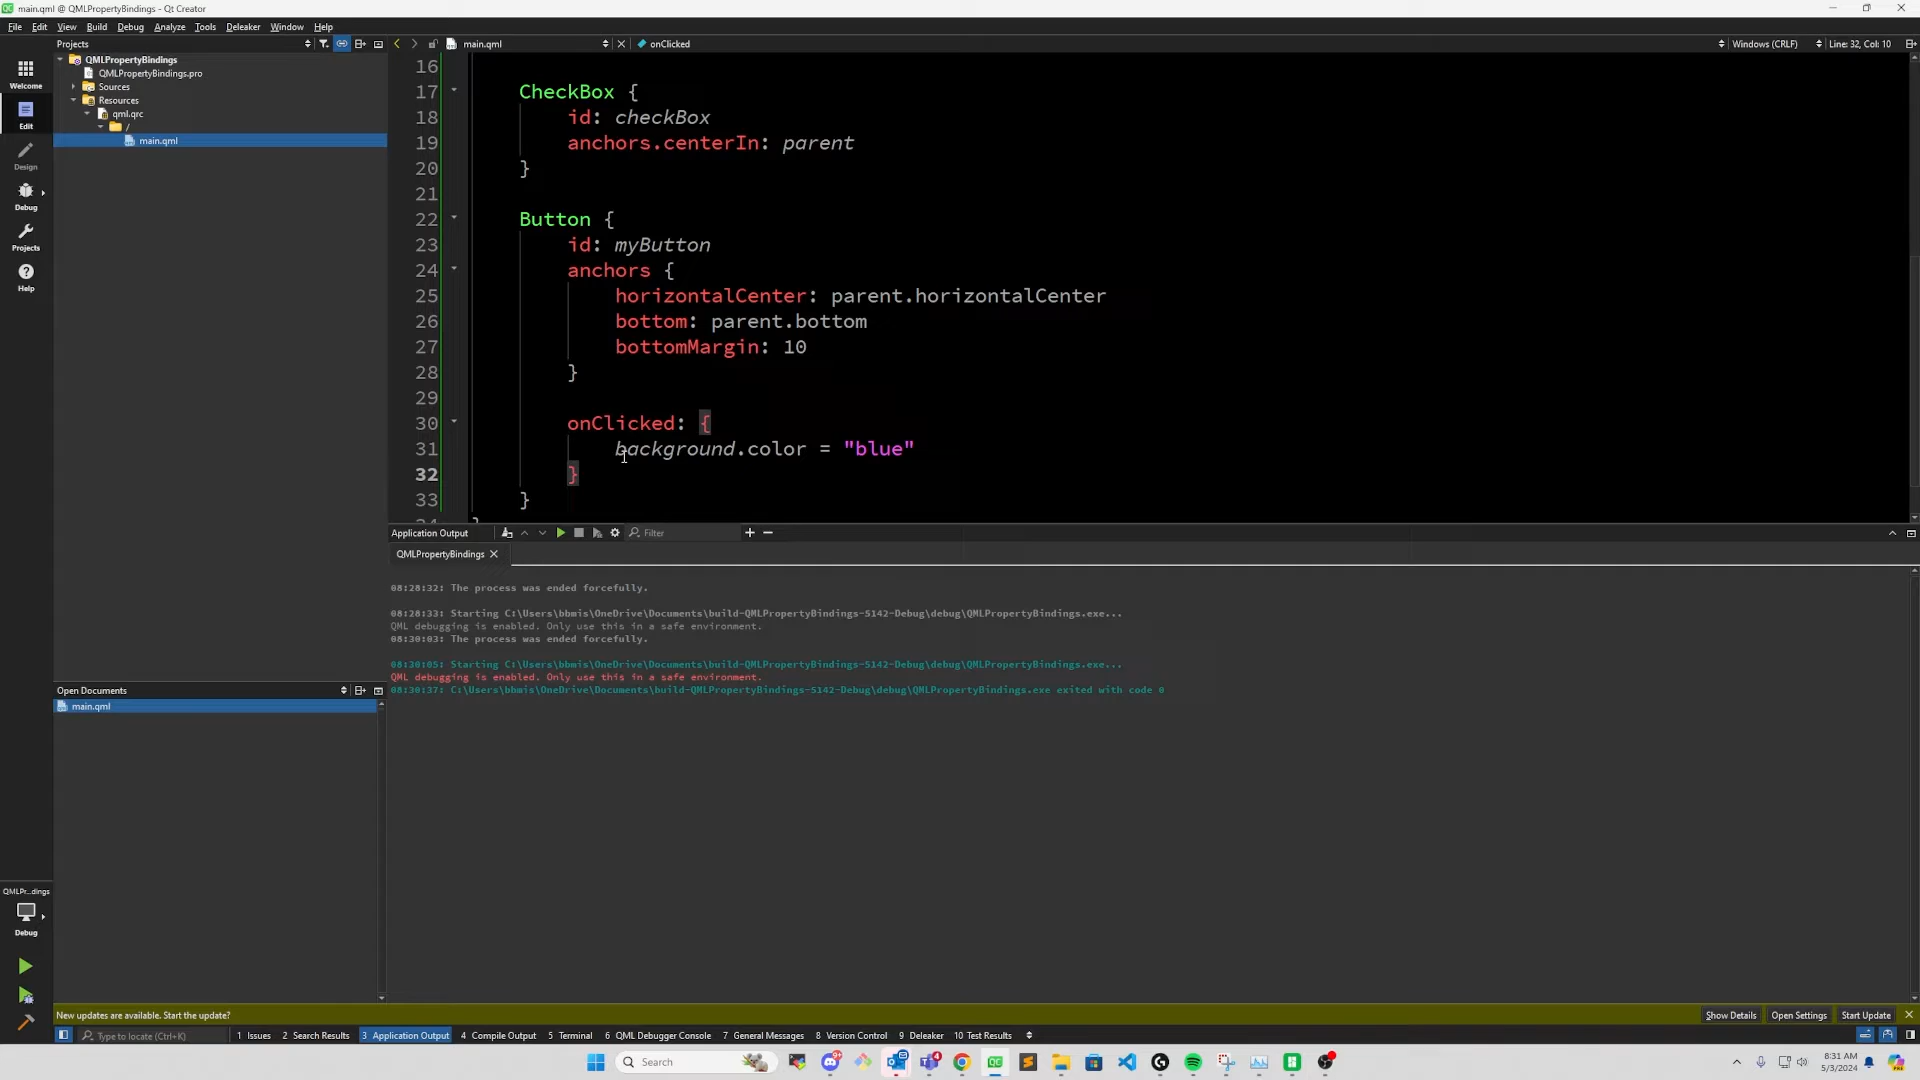 main.qml @ QMLPropertyBindings - Qt Creator
File Edit View Build Debug Analyze Tools Deleaker Window Help
Projects
main.qml
onClicked
Windows (CRLF)
Line: 32, Col: 10
Welcome
Edit
Design
Debug
Projects
Help
QMLPropertyBindings
QMLPropertyBindings.pro
Sources
Resources
qml.qrc
/
main.qml
16
17 CheckBox {
18 id: checkBox
19 anchors.centerIn: parent
20 }
21
22 Button {
23 id: myButton
24 anchors {
25 horizontalCenter: parent.horizontalCenter
26 bottom: parent.bottom
27 bottomMargin: 10
28 }
29
30 onClicked: {
31 background.color = "blue"
32 }
33 }
Application Output
Filter
QMLPropertyBindings
08:28:32: The process was ended forcefully.
08:28:33: Starting C:\Users\bbmis\OneDrive\Documents\build-QMLPropertyBindings-5142-Debug\debug\QMLPropertyBindings.exe...
QML debugging is enabled. Only use this in a safe environment.
08:30:03: The process was ended forcefully.
08:30:05: Starting C:\Users\bbmis\OneDrive\Documents\build-QMLPropertyBindings-5142-Debug\debug\QMLPropertyBindings.exe...
QML debugging is enabled. Only use this in a safe environment.
08:30:37: C:\Users\bbmis\OneDrive\Documents\build-QMLPropertyBindings-5142-Debug\debug\QMLPropertyBindings.exe exited with code 0
Open Documents
main.qml
QMLPr...dings
Debug
New updates are available. Start the update?
Show Details
Open Settings
Start Update
Type to locate (Ctrl+K)
1 Issues 2 Search Results 3 Application Output 4 Compile Output 5 Terminal 6 QML Debugger Console 7 General Messages 8 Version Control 9 Deleaker 10 Test Results
Search
8:31 AM
5/3/2024